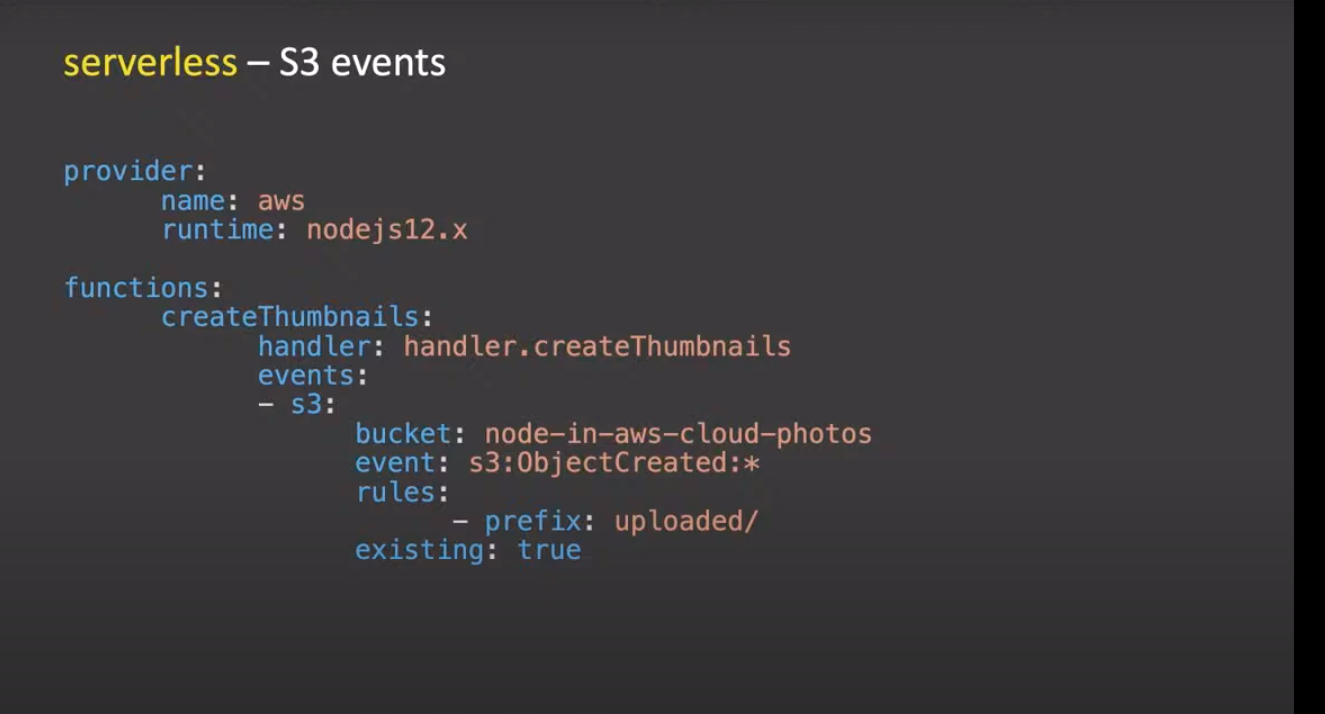 serverless – S3 events
provider:
name: aws
runtime: nodejs12.x
functions:
createThumbnails:
handler: handler.createThumbnails
events:
- s3:
bucket: node-in-aws-cloud-photos
event: s3:ObjectCreated:*
rules:
- prefix: uploaded/
existing: true